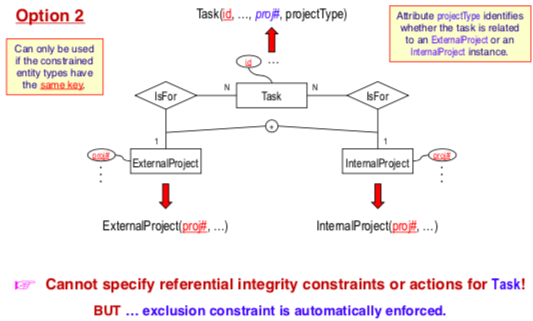 Option 2
Task(id, …, proj#, projectType)
Attribute projectType identifies
whether the task is related
to an ExternalProject or an
InternalProject instance.
Can only be used
if the constrained
entity types have
the same key.
id
…
IsFor
N
Task
N
IsFor
1
1
proj#
ExternalProject
InternalProject
proj#
ExternalProject(proj#, …)
InternalProject(proj#, …)
☞ Cannot specify referential integrity constraints or actions for Task!
BUT … exclusion constraint is automatically enforced.